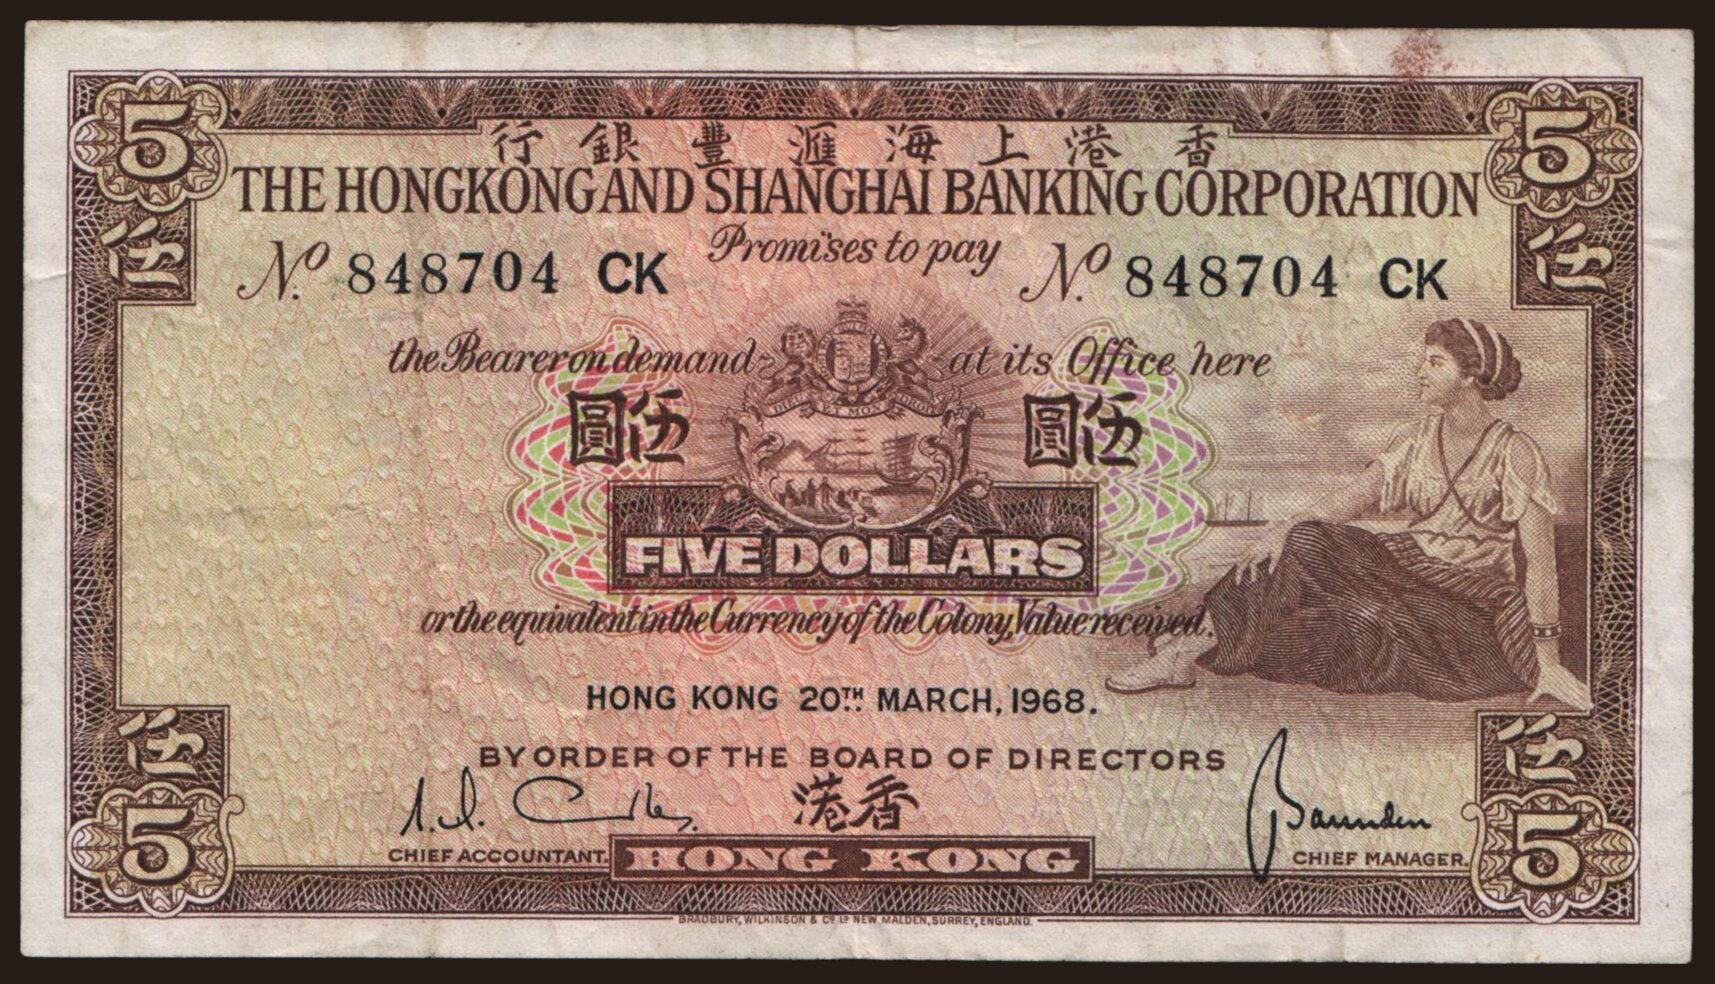 5 5
行銀豐滙海上港香
THE HONGKONG AND SHANGHAI BANKING CORPORATION
伍 伍
Promises to pay
No. 848704 CK No. 848704 CK
the Bearer on demand at its Office here
圓伍 圓伍
FIVE DOLLARS
or the equivalent in the Currency of the Colony, Value received.
HONG KONG 20TH MARCH, 1968.
伍 伍
BY ORDER OF THE BOARD OF DIRECTORS
港香
5 5
CHIEF ACCOUNTANT. HONG KONG CHIEF MANAGER.
BRADBURY, WILKINSON & Co. Ld. NEW MALDEN, SURREY, ENGLAND.